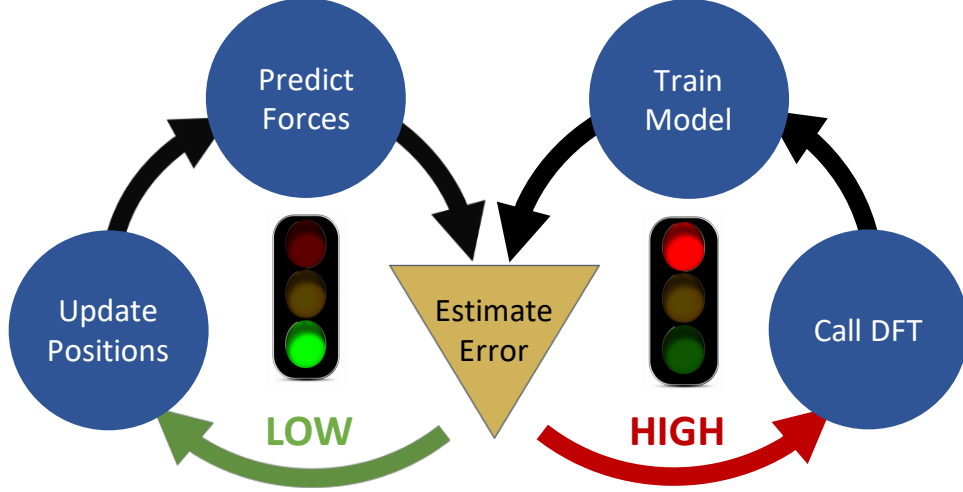 Predict
Forces
Train
Model
Update
Positions
Estimate
Error
Call DFT
LOW
HIGH